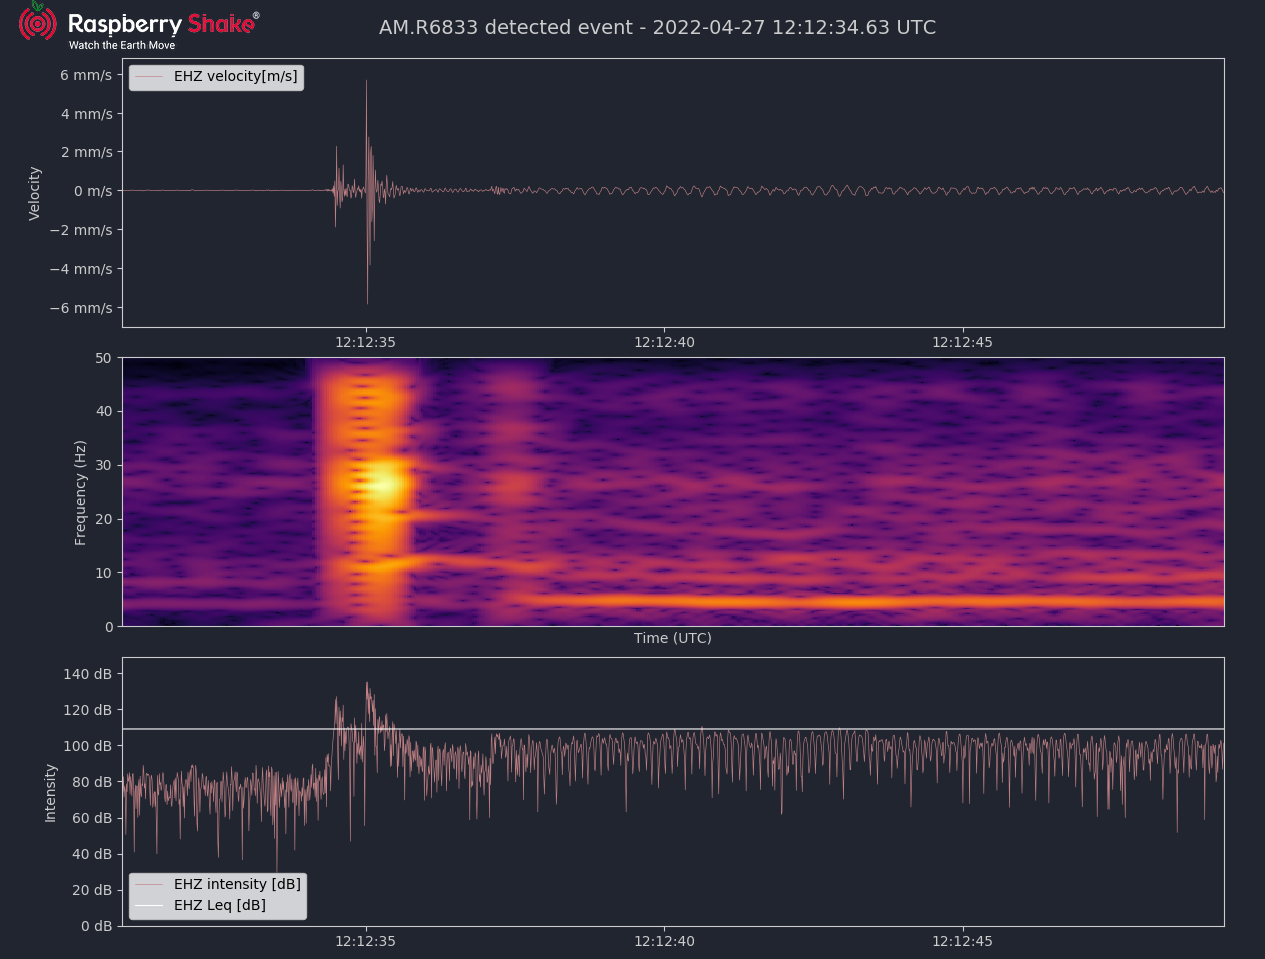 Raspberry Shake®
Watch the Earth Move
AM.R6833 detected event - 2022-04-27 12:12:34.63 UTC
EHZ velocity[m/s]
Velocity
6 mm/s
4 mm/s
2 mm/s
0 m/s
−2 mm/s
−4 mm/s
−6 mm/s
12:12:35 12:12:40 12:12:45
Frequency (Hz)
50
40
30
20
10
0
Time (UTC)
Intensity
140 dB
120 dB
100 dB
80 dB
60 dB
40 dB
20 dB
0 dB
EHZ intensity [dB]
EHZ Leq [dB]
12:12:35 12:12:40 12:12:45